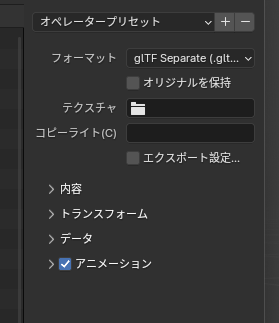 オペレータープリセット
フォーマット glTF Separate (.glt...
オリジナルを保持
テクスチャ
コピーライト(C)
エクスポート設定...
内容
トランスフォーム
データ
アニメーション